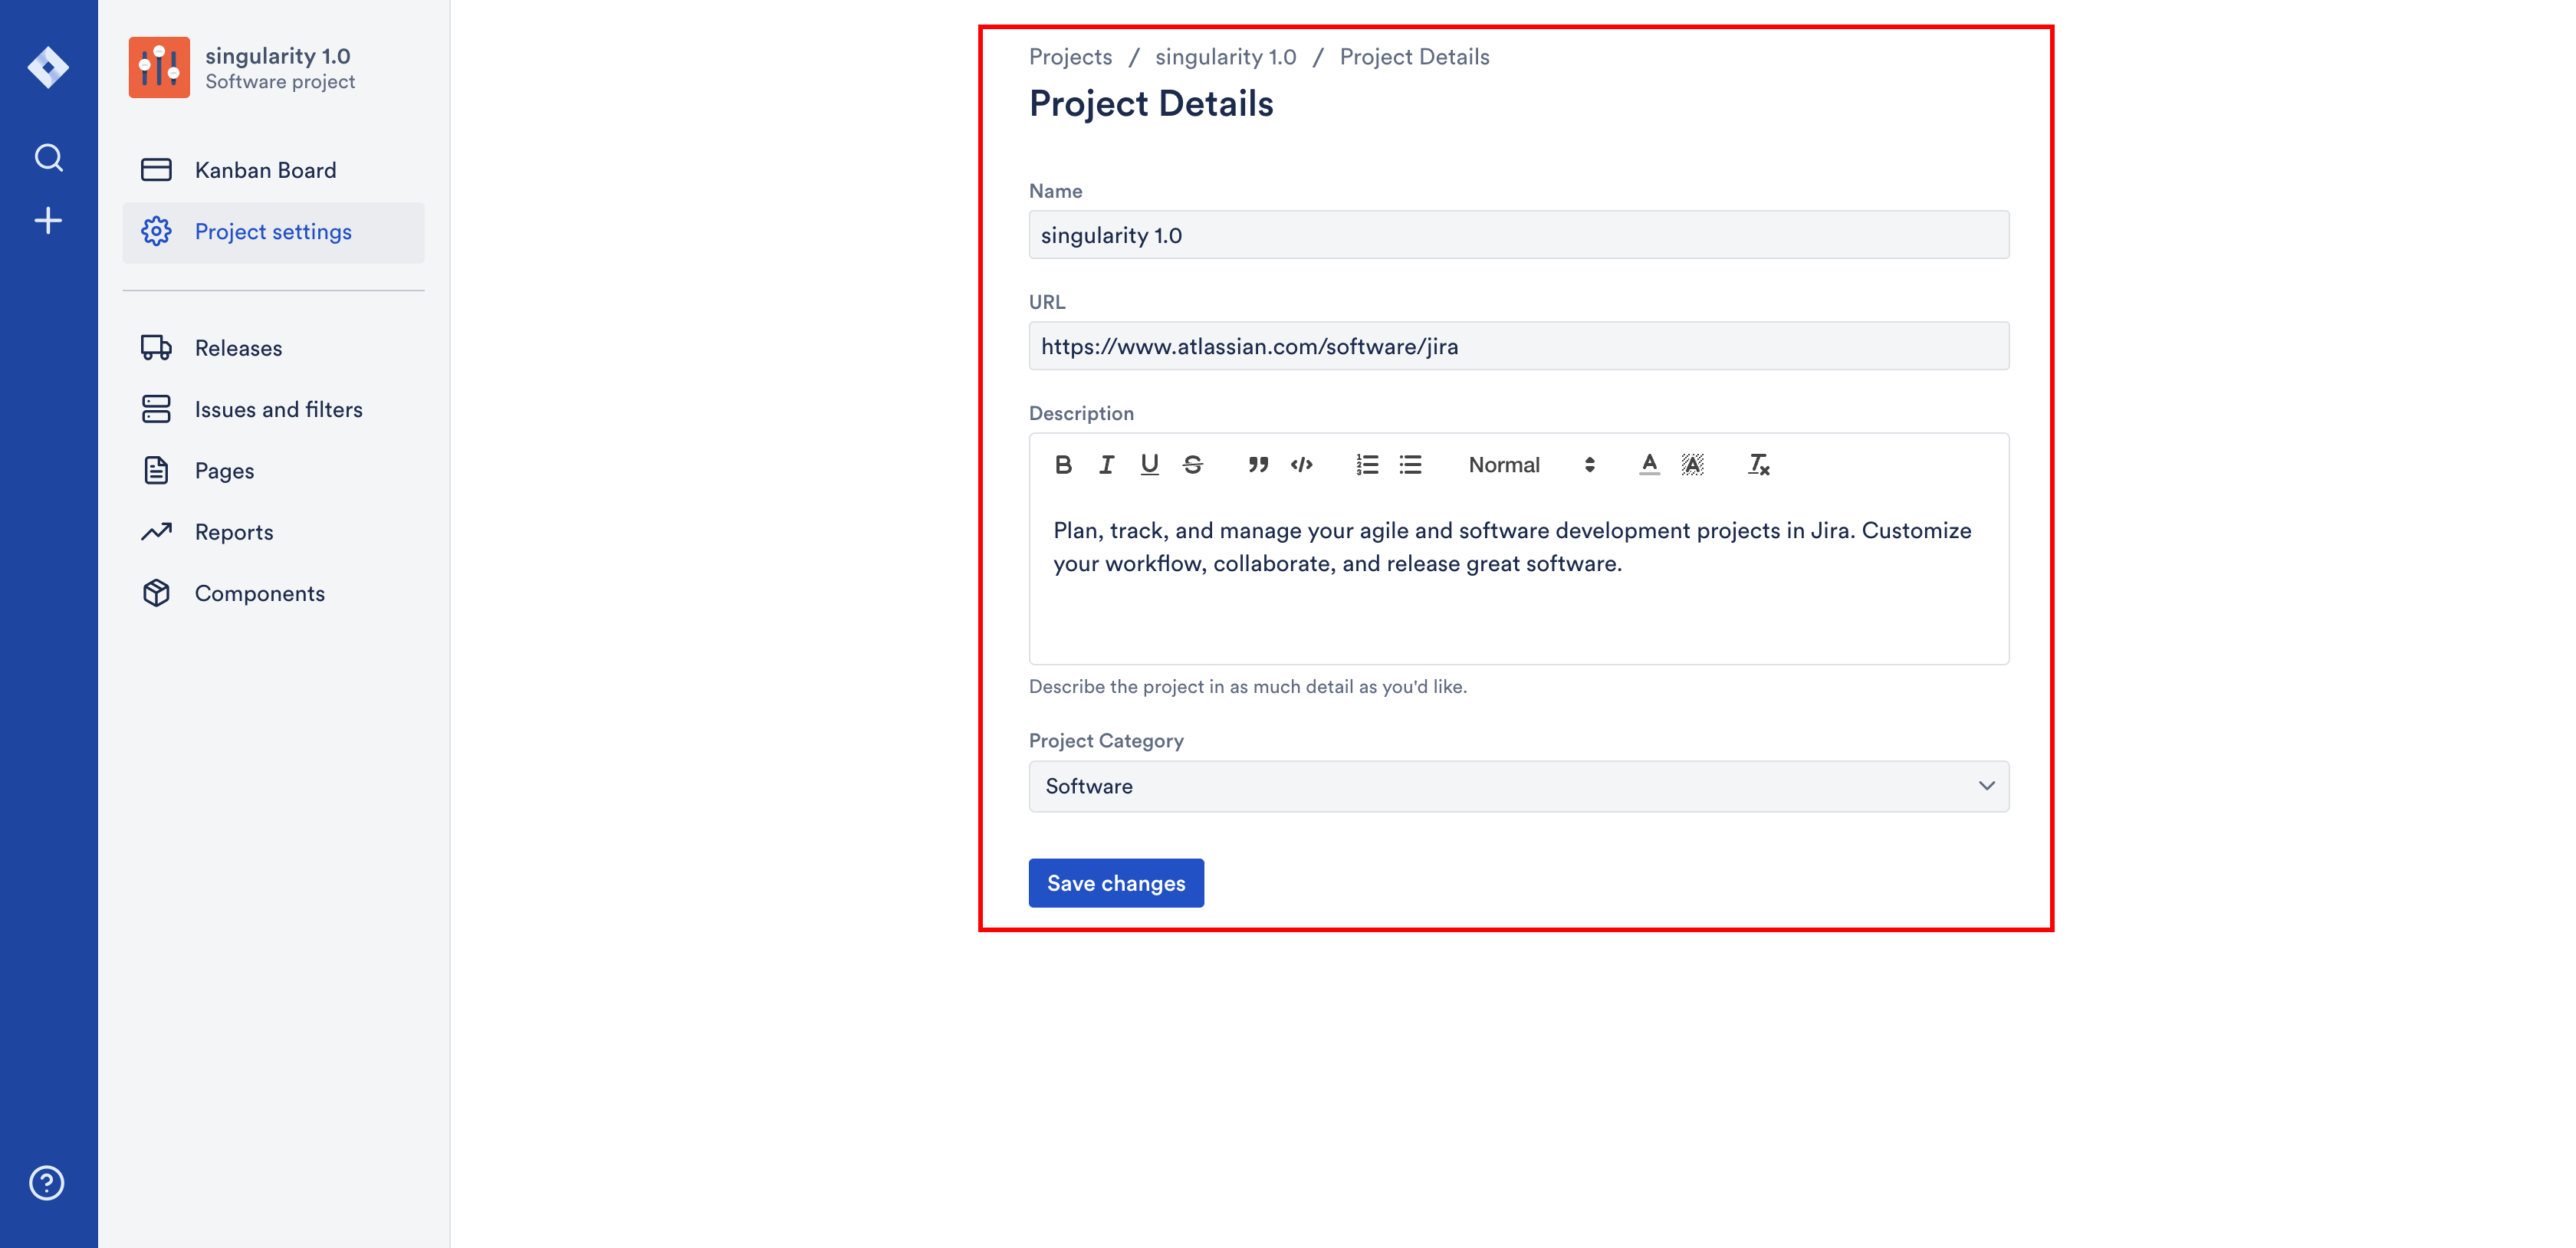 singularity 1.0
Software project
Kanban Board
Project settings
Releases
Issues and filters
Pages
Reports
Components
Projects / singularity 1.0 / Project Details
Project Details
Name
singularity 1.0
URL
https://www.atlassian.com/software/jira
Description
Normal
Plan, track, and manage your agile and software development projects in Jira. Customize
your workflow, collaborate, and release great software.
Describe the project in as much detail as you'd like.
Project Category
Software
Save changes